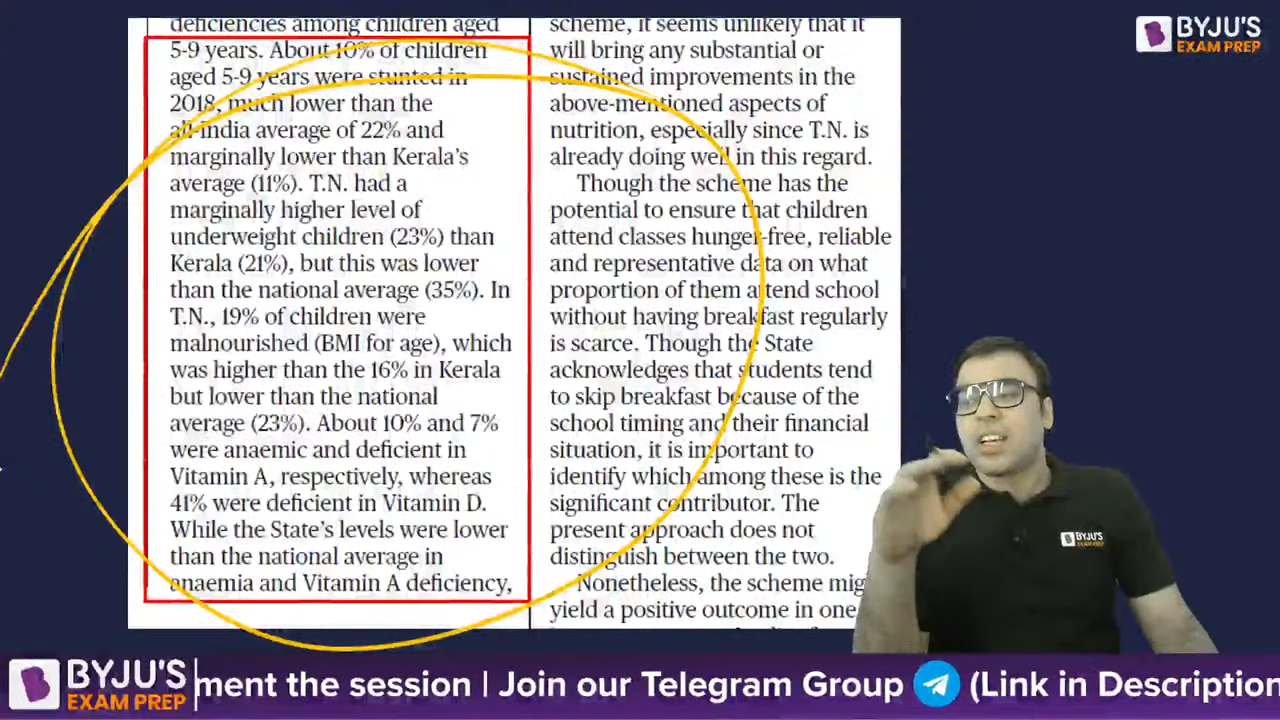 deficiencies among children aged
5-9 years. About 10% of children
aged 5-9 years were stunted in
2018, much lower than the
all-India average of 22% and
marginally lower than Kerala's
average (11%). T.N. had a
marginally higher level of
underweight children (23%) than
Kerala (21%), but this was lower
than the national average (35%). In
T.N., 19% of children were
malnourished (BMI for age), which
was higher than the 16% in Kerala
but lower than the national
average (23%). About 10% and 7%
were anaemic and deficient in
Vitamin A, respectively, whereas
41% were deficient in Vitamin D.
While the State's levels were lower
than the national average in
anaemia and Vitamin A deficiency,
scheme, it seems unlikely that it
will bring any substantial or
sustained improvements in the
above-mentioned aspects of
nutrition, especially since T.N. is
already doing well in this regard.
Though the scheme has the
potential to ensure that children
attend classes hunger-free, reliable
and representative data on what
proportion of them attend school
without having breakfast regularly
is scarce. Though the State
acknowledges that students tend
to skip breakfast because of the
school timing and their financial
situation, it is important to
identify which among these is the
significant contributor. The
present approach does not
distinguish between the two.
Nonetheless, the scheme mig
yield a positive outcome in one
BYJU'S
EXAM PREP
BYJU'S
BYJU'S
EXAM PREP
ment the session | Join our Telegram Group (Link in Description